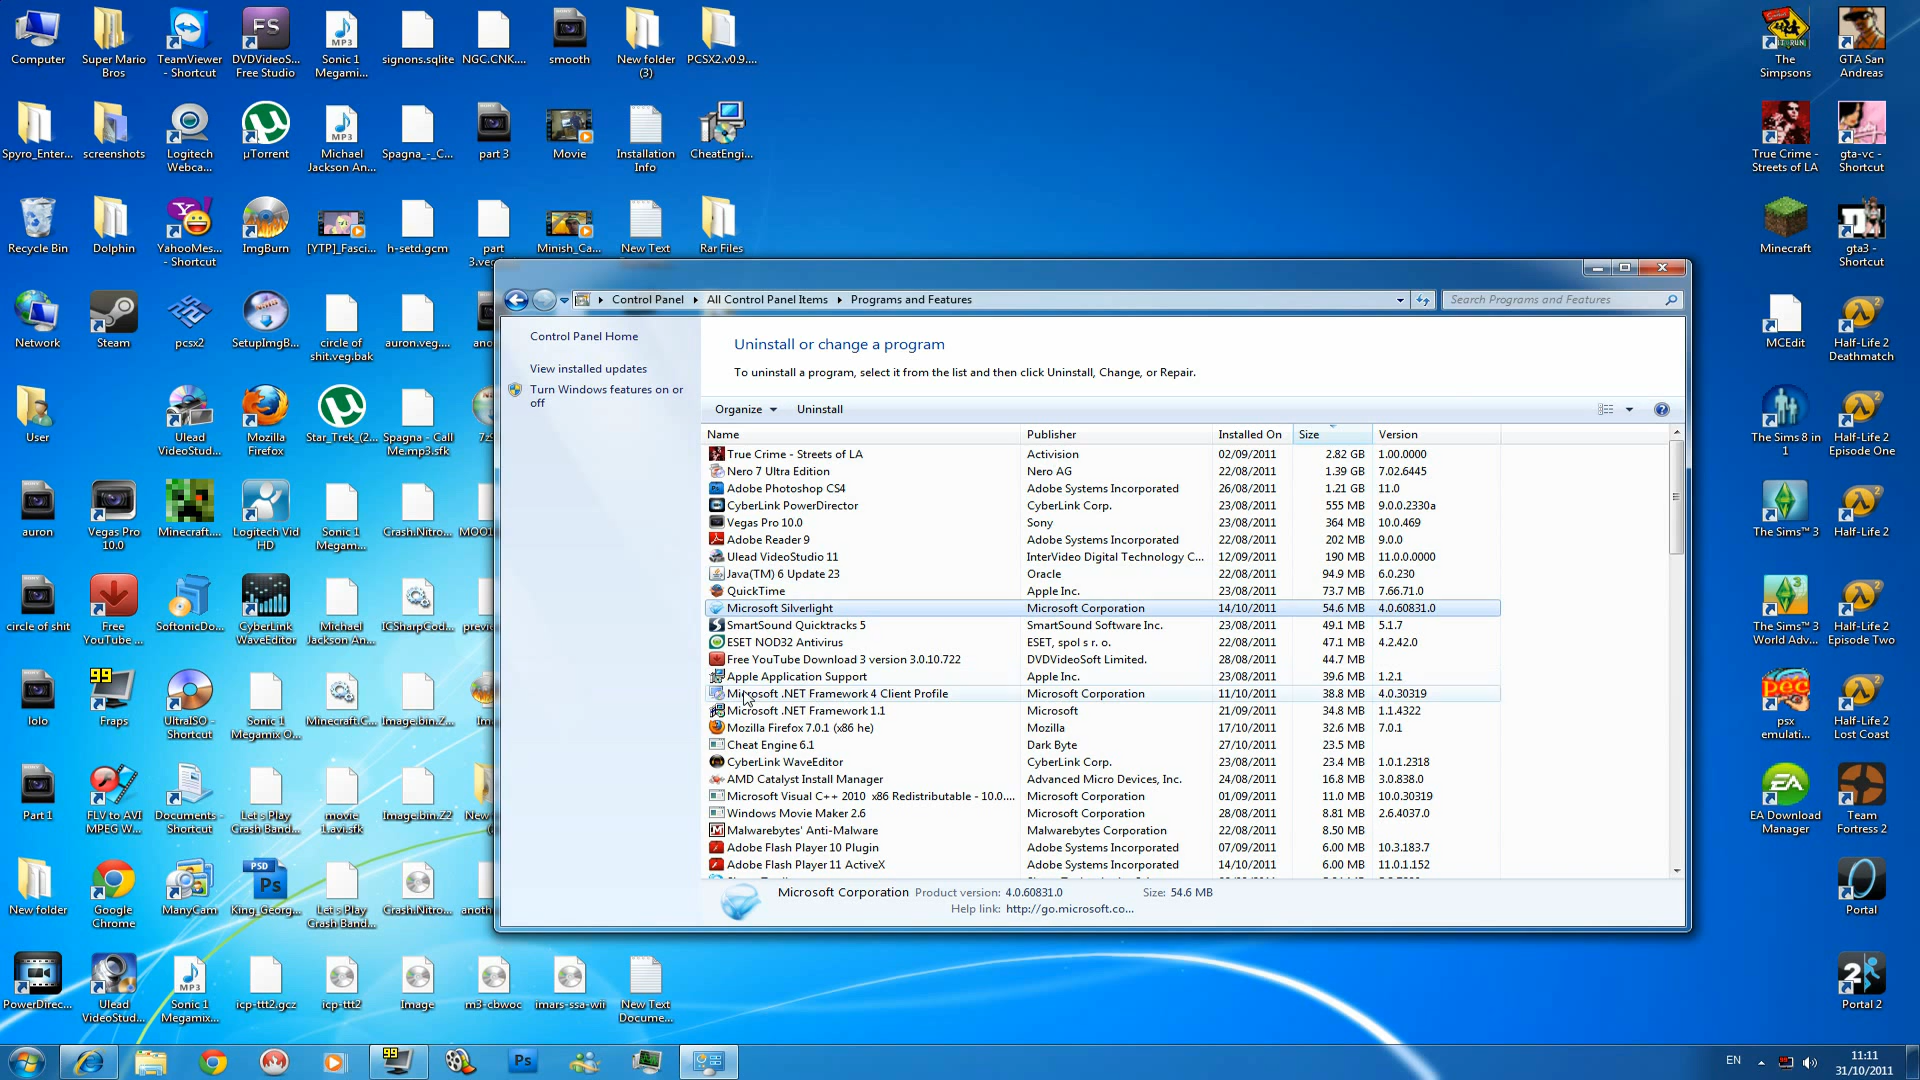 Computer
Super Mario
Bros
TeamViewer
- Shortcut
DVDVideoS...
Free Studio
Sonic 1
Megami...
signons.sqlite
NGC.CNK....
smooth
New folder
(3)
PCSX2.v0.9....
The
Simpsons
GTA San
Andreas
Spyro_Enter...
screenshots
Logitech
Webca...
µTorrent
Michael
Jackson An...
Spagna_-_C...
part 3
Movie
Installation
Info
CheatEngi...
True Crime -
Streets of LA
gta-vc -
Shortcut
Recycle Bin
Dolphin
YahooMes...
- Shortcut
ImgBurn
[YTP]_Fasci...
h-setd.gcm
part
3.veg
Minish_Ca...
New Text
Rar Files
Minecraft
gta3 -
Shortcut
Network
Steam
pcsx2
SetupImgB...
circle of
shit.veg.bak
auron.veg....
MCEdit
Half-Life 2
Deathmatch
User
Ulead
VideoStud...
Mozilla
Firefox
Star_Trek_(2...
Spagna - Call
Me.mp3.sfk
The Sims 8 in
1
Half-Life 2
Episode One
auron
Vegas Pro
10.0
Minecraft....
Logitech Vid
HD
Sonic 1
Megam...
Crash.Nitro...
The Sims™ 3
Half-Life 2
circle of shit
Free
YouTube ...
SoftonicDo...
CyberLink
WaveEditor
Michael
Jackson An...
ICSharpCod...
The Sims™ 3
World Adv...
Half-Life 2
Episode Two
lolo
99
Fraps
UltraISO -
Shortcut
Sonic 1
Megamix O...
Minecraft.C...
Image.bin.Z...
psx
emulati...
Half-Life 2
Lost Coast
Part 1
FLV to AVI
MPEG W...
Documents -
Shortcut
Let s Play
Crash Band...
movie
1.avi.sfk
Image.bin.Z2
New
EA Download
Manager
Team
Fortress 2
New folder
Google
Chrome
ManyCam
King_Georg...
Let s Play
Crash Band...
Crash.Nitro...
Portal
PowerDirec...
Ulead
VideoStud...
Sonic 1
Megamix...
icp-ttt2.gcz
icp-ttt2
Image
m3-cbwoc
imars-ssa-wii
New Text
Docume...
Portal 2
Control Panel
All Control Panel Items
Programs and Features
Search Programs and Features
Control Panel Home
View installed updates
Turn Windows features on or
off
Uninstall or change a program
To uninstall a program, select it from the list and then click Uninstall, Change, or Repair.
Organize
Uninstall
Name Publisher Installed On Size Version
True Crime - Streets of LA Activision 02/09/2011 2.82 GB 1.00.0000
Nero 7 Ultra Edition Nero AG 22/08/2011 1.39 GB 7.02.6445
Adobe Photoshop CS4 Adobe Systems Incorporated 26/08/2011 1.21 GB 11.0
CyberLink PowerDirector CyberLink Corp. 23/08/2011 555 MB 9.0.0.2330a
Vegas Pro 10.0 Sony 23/08/2011 364 MB 10.0.469
Adobe Reader 9 Adobe Systems Incorporated 22/08/2011 202 MB 9.0.0
Ulead VideoStudio 11 InterVideo Digital Technology C... 12/09/2011 190 MB 11.0.0.0000
Java(TM) 6 Update 23 Oracle 22/08/2011 94.9 MB 6.0.230
QuickTime Apple Inc. 23/08/2011 73.7 MB 7.66.71.0
Microsoft Silverlight Microsoft Corporation 14/10/2011 54.6 MB 4.0.60831.0
SmartSound Quicktracks 5 SmartSound Software Inc. 23/08/2011 49.1 MB 5.1.7
ESET NOD32 Antivirus ESET, spol s r. o. 22/08/2011 47.1 MB 4.2.42.0
Free YouTube Download 3 version 3.0.10.722 DVDVideoSoft Limited. 28/08/2011 44.7 MB
Apple Application Support Apple Inc. 23/08/2011 39.6 MB 1.2.1
Microsoft .NET Framework 4 Client Profile Microsoft Corporation 11/10/2011 38.8 MB 4.0.30319
Microsoft .NET Framework 1.1 Microsoft 21/09/2011 34.8 MB 1.1.4322
Mozilla Firefox 7.0.1 (x86 he) Mozilla 17/10/2011 32.6 MB 7.0.1
Cheat Engine 6.1 Dark Byte 27/10/2011 23.5 MB
CyberLink WaveEditor CyberLink Corp. 23/08/2011 23.4 MB 1.0.1.2318
AMD Catalyst Install Manager Advanced Micro Devices, Inc. 24/08/2011 16.8 MB 3.0.838.0
Microsoft Visual C++ 2010 x86 Redistributable - 10.0.... Microsoft Corporation 01/09/2011 11.0 MB 10.0.30319
Windows Movie Maker 2.6 Microsoft Corporation 28/08/2011 8.81 MB 2.6.4037.0
Malwarebytes' Anti-Malware Malwarebytes Corporation 22/08/2011 8.50 MB
Adobe Flash Player 10 Plugin Adobe Systems Incorporated 07/09/2011 6.00 MB 10.3.183.7
Adobe Flash Player 11 ActiveX Adobe Systems Incorporated 14/10/2011 6.00 MB 11.0.1.152
Microsoft Corporation Product version: 4.0.60831.0 Size: 54.6 MB
Help link: http://go.microsoft.co...
99
Ps
EN
11:11
31/10/2011